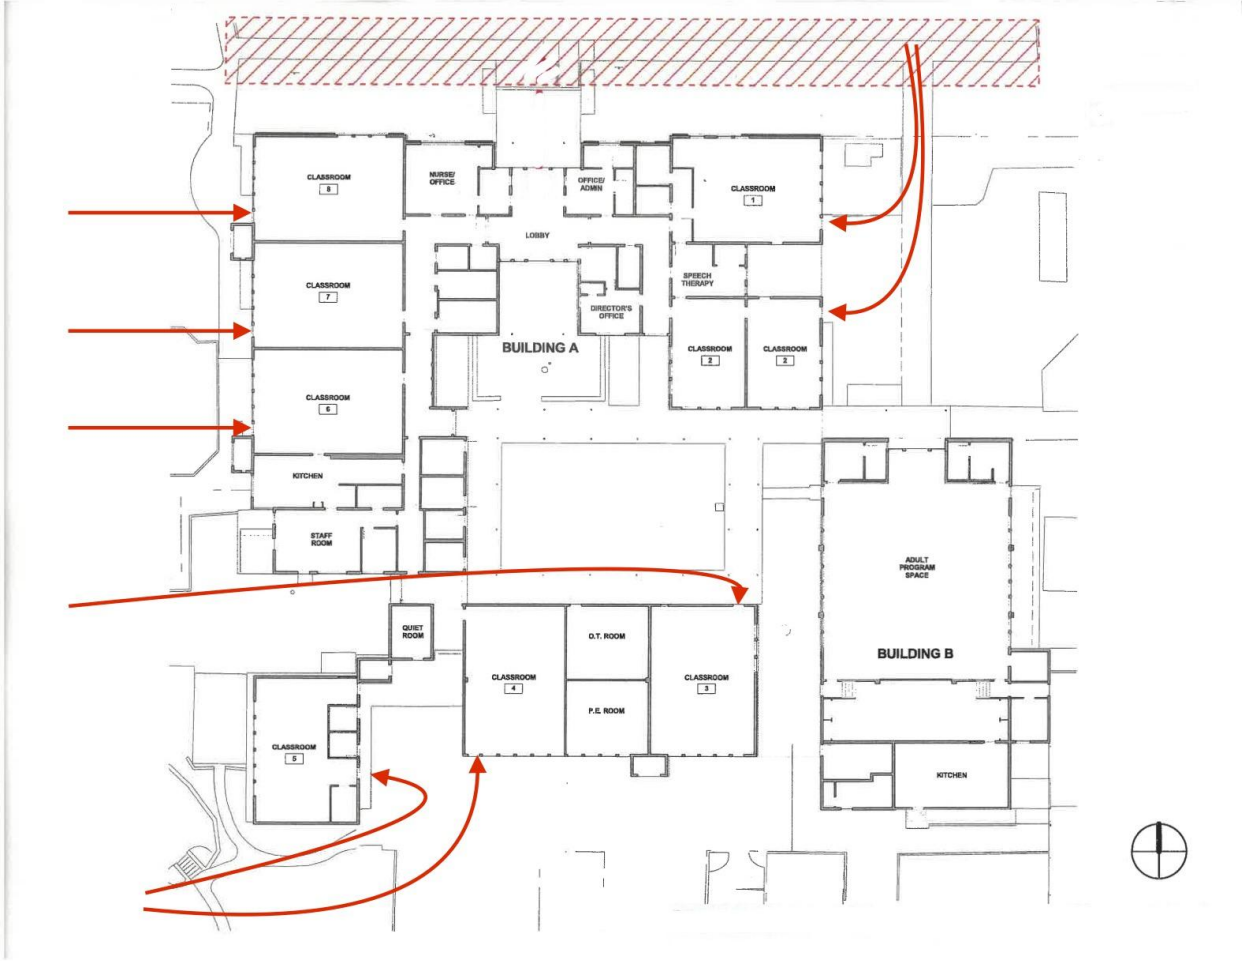 CLASSROOM
8
NURSE/
OFFICE
OFFICE/
ADMIN
CLASSROOM
1
LOBBY
CLASSROOM
7
SPEECH
THERAPY
DIRECTOR'S
OFFICE
BUILDING A
CLASSROOM
2
CLASSROOM
2
CLASSROOM
6
KITCHEN
STAFF
ROOM
ADULT
PROGRAM
SPACE
QUIET
ROOM
O.T. ROOM
BUILDING B
CLASSROOM
4
CLASSROOM
3
P.E. ROOM
CLASSROOM
5
KITCHEN